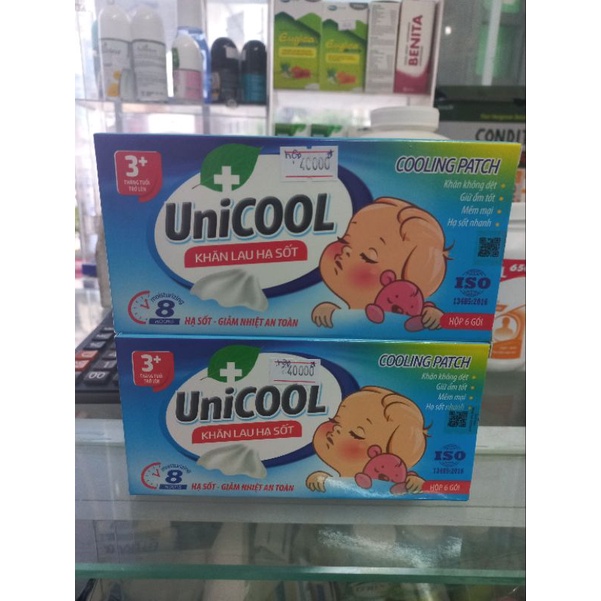 BENITA
CONDIT
3+
THÁNG TUỔI
TRỞ LÊN
40000
COOLING PATCH
Khăn không dệt
Giữ ẩm tốt
Mềm mại
Hạ sốt nhanh
UniCOOL
KHĂN LAU HẠ SỐT
moisturizing
8
HOURS
HẠ SỐT - GIẢM NHIỆT AN TOÀN
ISO
13485:2016
HỘP 6 GÓI
3+
THÁNG TUỔI
TRỞ LÊN
40000
COOLING PATCH
Khăn không dệt
Giữ ẩm tốt
Mềm mại
Hạ sốt nhanh
UniCOOL
KHĂN LAU HẠ SỐT
moisturizing
8
HOURS
HẠ SỐT - GIẢM NHIỆT AN TOÀN
ISO
13485:2016
HỘP 6 GÓI